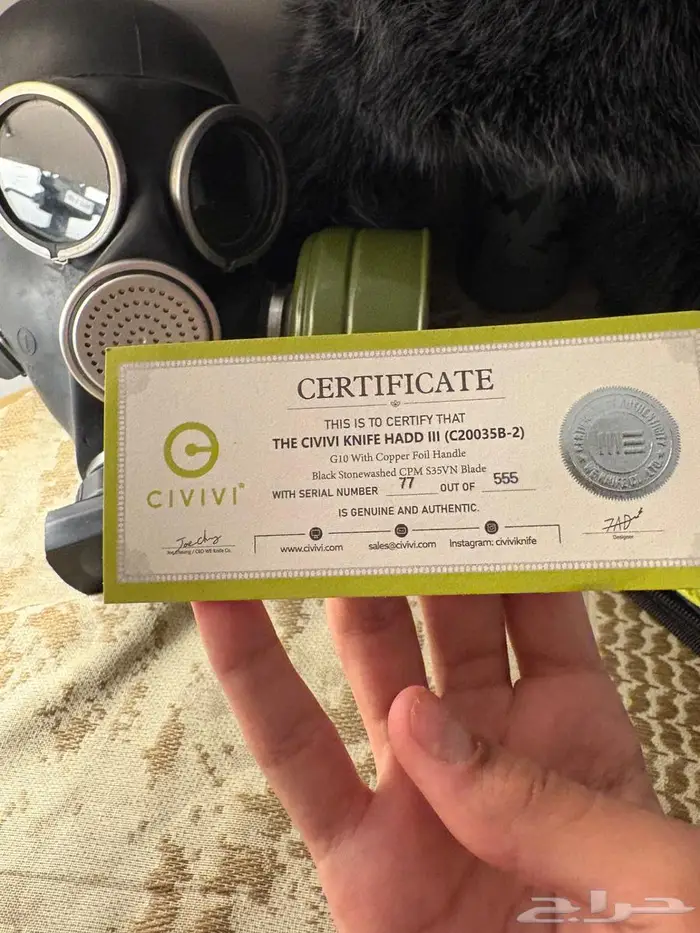 CERTIFICATE
THIS IS TO CERTIFY THAT
THE CIVIVI KNIFE HADD III (C20035B-2)
G10 With Copper Foil Handle
Black Stonewashed CPM S35VN Blade
WITH SERIAL NUMBER 77 OUT OF 555
IS GENUINE AND AUTHENTIC.
CIVIVI
www.civivi.com
sales@civivi.com
Instagram: civiviknife
Designer
حراج